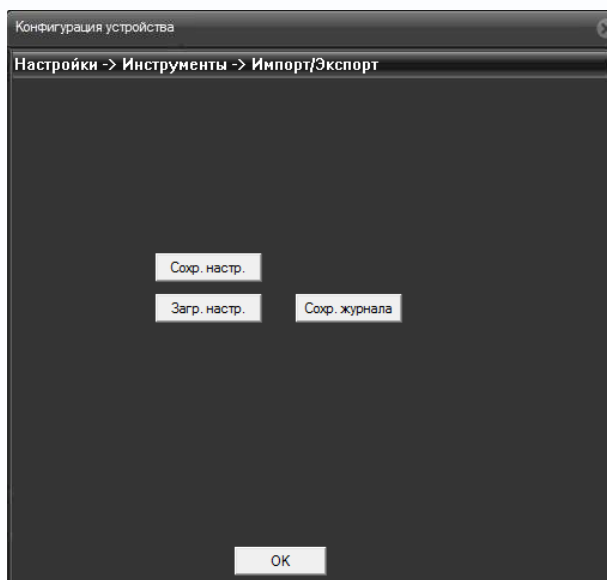 Конфигурация устройства
Настройки -> Инструменты -> Импорт/Экспорт
Сохр. настр.
Загр. настр. Сохр. журнала
OK